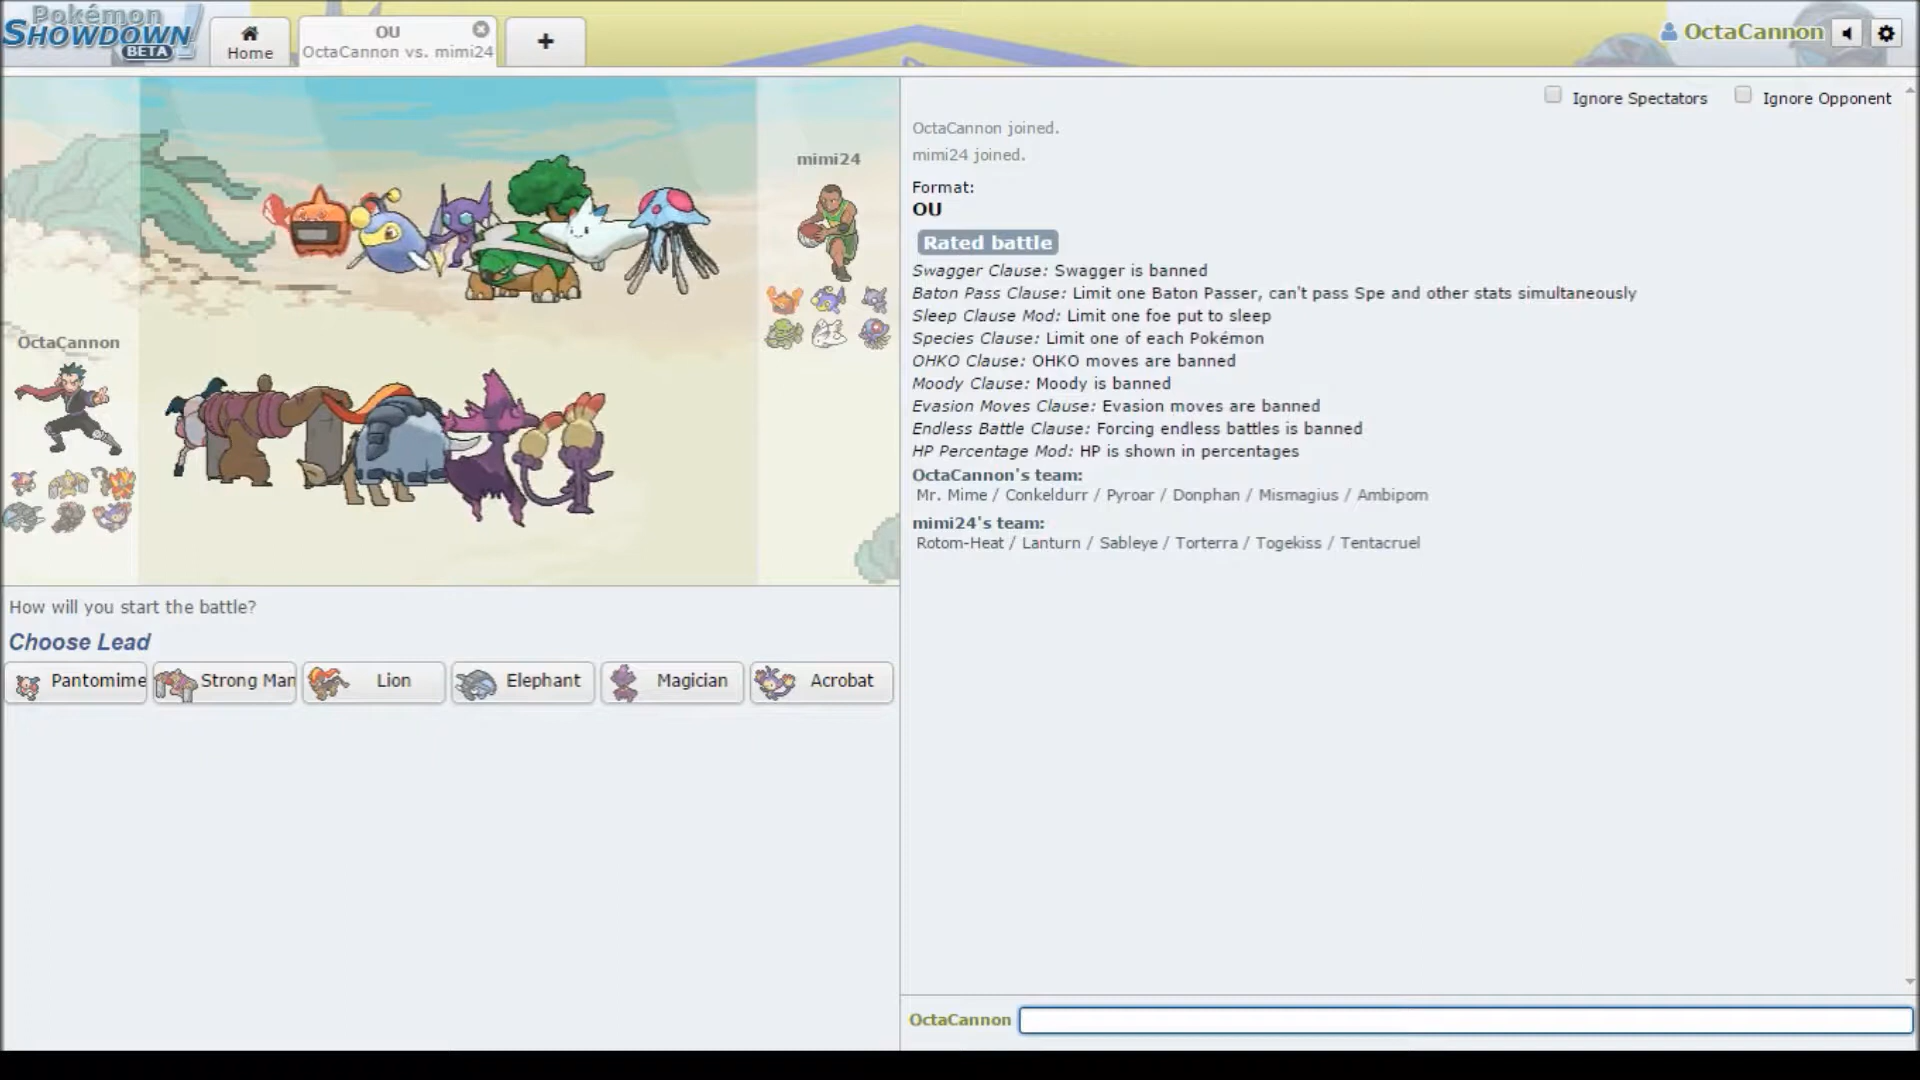 Pokémon
SHOWDOWN!
BETA
Home
OU
OctaCannon vs. mimi24
+
OctaCannon
Ignore Spectators
Ignore Opponent
mimi24
OctaCannon
OctaCannon joined.
mimi24 joined.
Format:
OU
Rated battle
Swagger Clause: Swagger is banned
Baton Pass Clause: Limit one Baton Passer, can't pass Spe and other stats simultaneously
Sleep Clause Mod: Limit one foe put to sleep
Species Clause: Limit one of each Pokémon
OHKO Clause: OHKO moves are banned
Moody Clause: Moody is banned
Evasion Moves Clause: Evasion moves are banned
Endless Battle Clause: Forcing endless battles is banned
HP Percentage Mod: HP is shown in percentages
OctaCannon's team:
Mr. Mime / Conkeldurr / Pyroar / Donphan / Mismagius / Ambipom
mimi24's team:
Rotom-Heat / Lanturn / Sableye / Torterra / Togekiss / Tentacruel
How will you start the battle?
Choose Lead
Pantomime
Strong Man
Lion
Elephant
Magician
Acrobat
OctaCannon